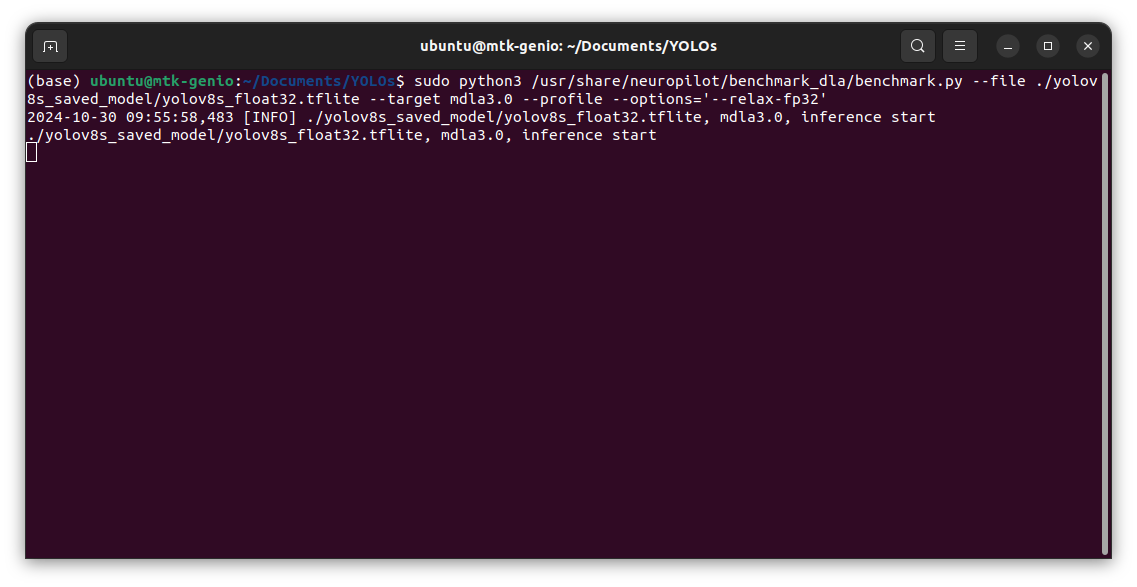 ubuntu@mtk-genio: ~/Documents/YOLOs
(base) ubuntu@mtk-genio:~/Documents/YOLOs$ sudo python3 /usr/share/neuropilot/benchmark_dla/benchmark.py --file ./yolov
8s_saved_model/yolov8s_float32.tflite --target mdla3.0 --profile --options='--relax-fp32'
2024-10-30 09:55:58,483 [INFO] ./yolov8s_saved_model/yolov8s_float32.tflite, mdla3.0, inference start
./yolov8s_saved_model/yolov8s_float32.tflite, mdla3.0, inference start